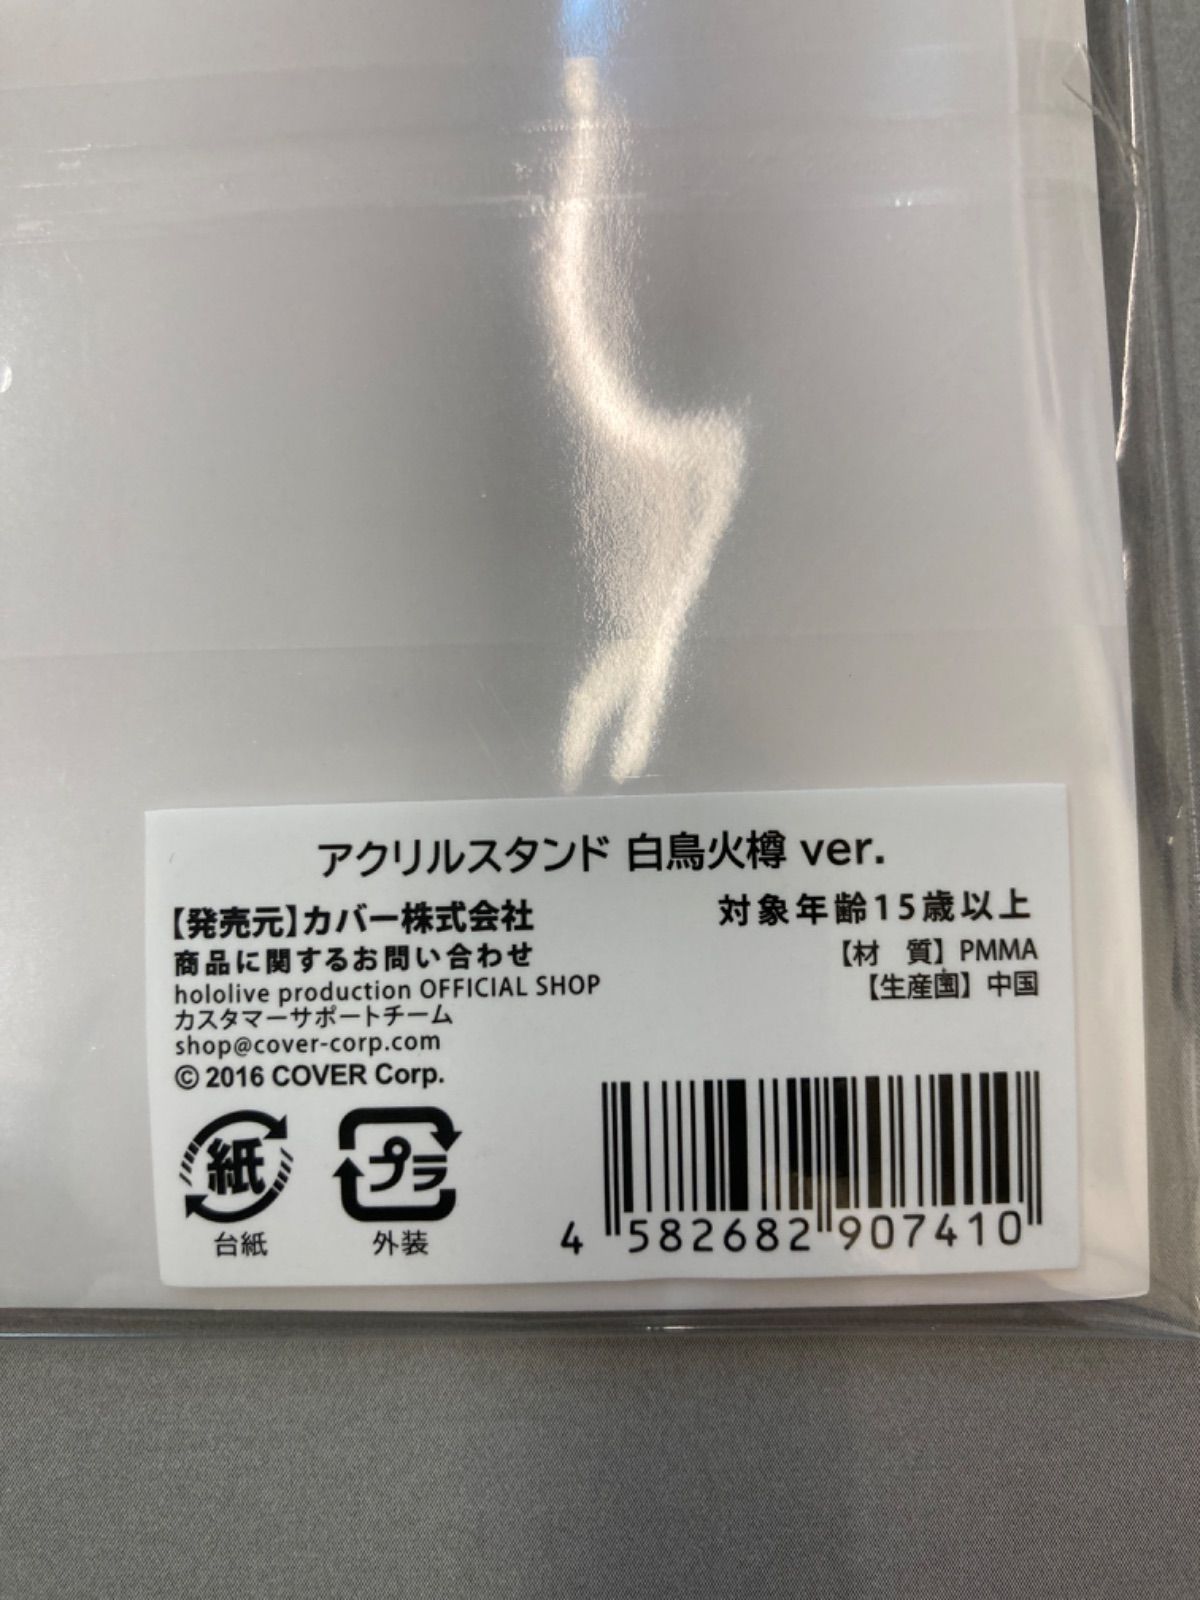 アクリルスタンド 白鳥火樽 ver.
【発売元】カバー株式会社
商品に関するお問い合わせ
hololive production OFFICIAL SHOP
カスタマーサポートチーム
shop@cover-corp.com
© 2016 COVER Corp.
対象年齢15歳以上
【材　質】PMMA
【生産国】中国
紙
台紙
プラ
外装
4 582682 907410